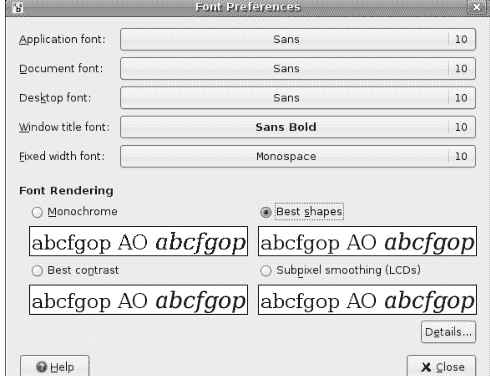 Font Preferences
Application font: Sans 10
Document font: Sans 10
Desktop font: Sans 10
Window title font: Sans Bold 10
Fixed width font: Monospace 10
Font Rendering
Monochrome Best shapes
abcfgop AO abcfgop abcfgop AO abcfgop
Best contrast Subpixel smoothing (LCDs)
abcfgop AO abcfgop abcfgop AO abcfgop
Details...
Help Close